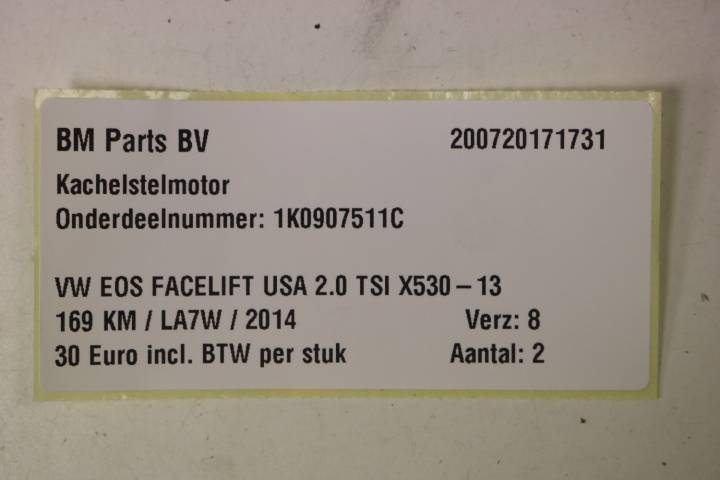 BM Parts BV 200720171731
Kachelstelmotor
Onderdeelnummer: 1K0907511C
VW EOS FACELIFT USA 2.0 TSI X530 – 13
169 KM / LA7W / 2014 Verz: 8
30 Euro incl. BTW per stuk Aantal: 2